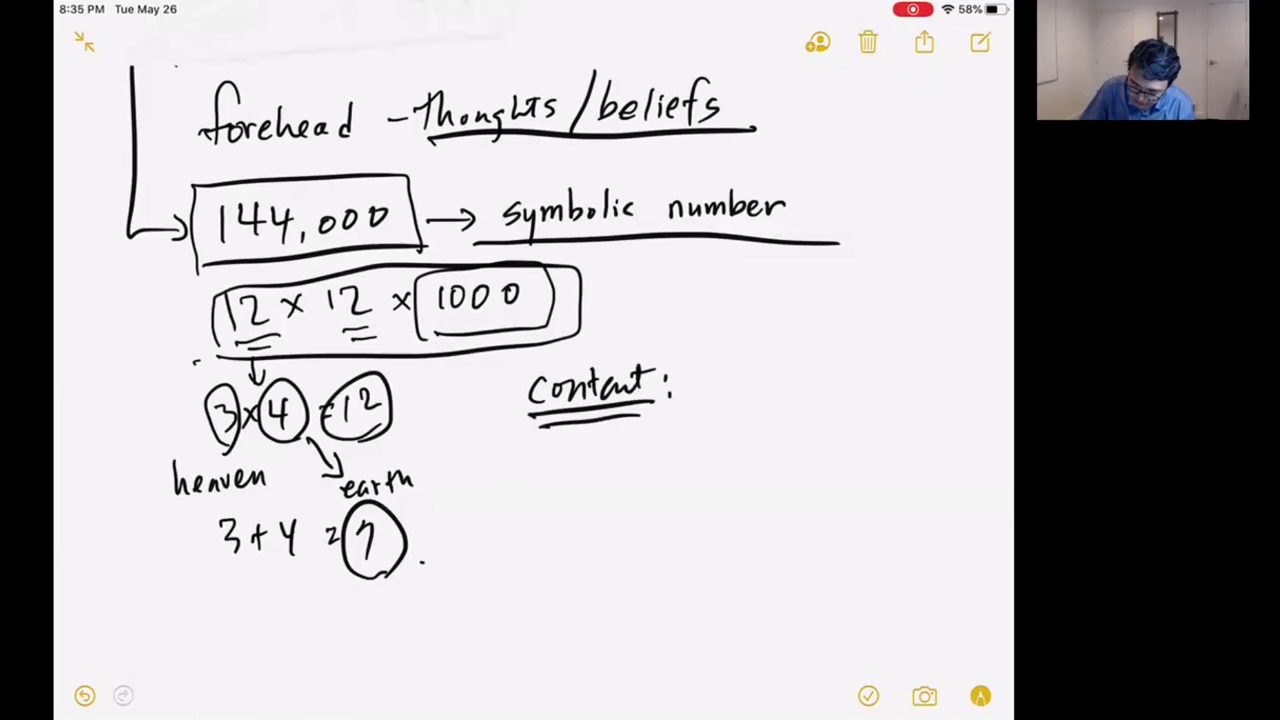 8:35 PM Tue May 26
58%
forehead - thoughts/beliefs
144,000 → symbolic number
12 x 12 x 1000
3 x 4 = 12
heaven
earth
3 + 4 = 7
Context: